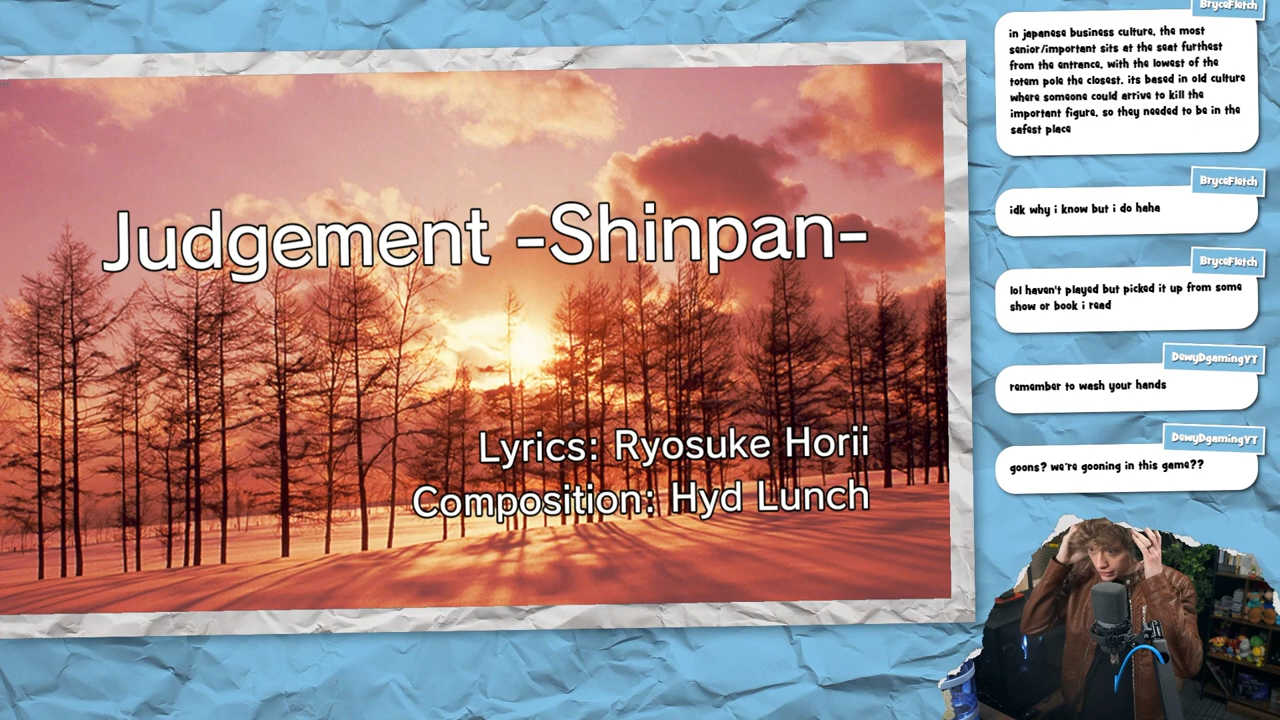 Judgement -Shinpan-
Lyrics: Ryosuke Horii
Composition: Hyd Lunch
BryceFletch
in japanese business culture, the most
senior/important sits at the seat furthest
from the entrance, with the lowest of the
totem pole the closest. its based in old culture
where someone could arrive to kill the
important figure, so they needed to be in the
safest place
BryceFletch
idk why i know but i do haha
BryceFletch
lol haven't played but picked it up from some
show or book i read
DewyDgamingYT
remember to wash your hands
DewyDgamingYT
goons? we're gooning in this game??